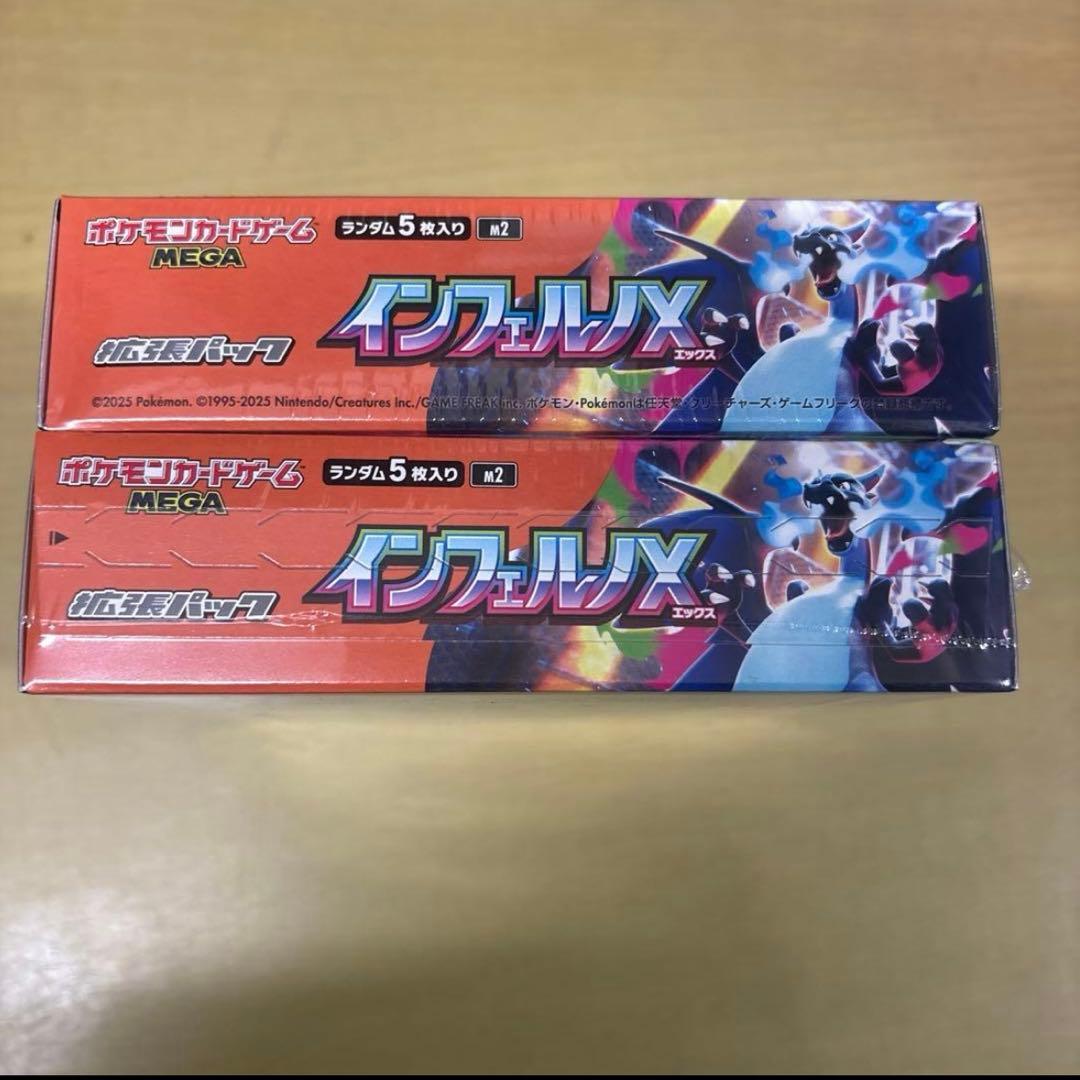 ポケモンカードゲーム
MEGA
ランダム5枚入り M2
インフェルノX
エックス
拡張パック
©2025 Pokémon. ©1995-2025 Nintendo/Creatures Inc./GAME FREAK inc. ポケモン・Pokémonは任天堂・クリーチャーズ・ゲームフリークの登録商標です。
ポケモンカードゲーム
MEGA
ランダム5枚入り M2
インフェルノX
エックス
拡張パック